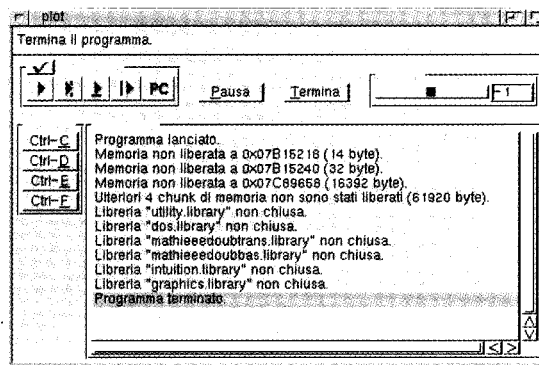 plot
Termina il programma.
PC
Pausa
Termina
-1
Ctrl-C
Ctrl-D
Ctrl-E
Ctrl-F
Programma lanciato.
Memoria non liberata a 0x07B15218 (14 byte).
Memoria non liberata a 0x07B15240 (32 byte).
Memoria non liberata a 0x07C89658 (16392 byte).
Ulteriori 4 chunk di memoria non sono stati liberati (61920 byte).
Libreria "utility.library" non chiusa.
Libreria "dos.library" non chiusa.
Libreria "mathieeedoubtrans.library" non chiusa.
Libreria "mathieeedoubbas.library" non chiusa.
Libreria "intuition.library" non chiusa.
Libreria "graphics.library" non chiusa.
Programma terminato.